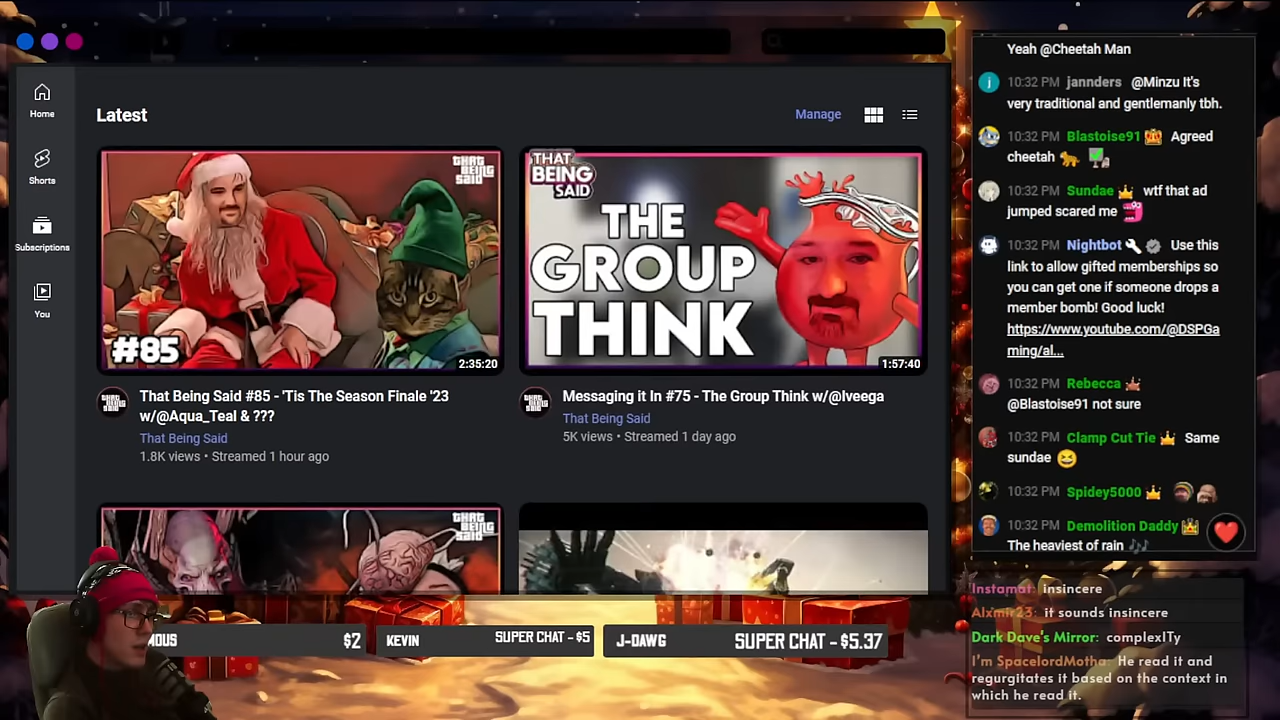 Home
Shorts
Subscriptions
You
Latest
Manage
THAT
BEING
SAID
#85
2:35:20
That Being Said #85 - 'Tis The Season Finale '23
w/@Aqua_Teal & ???
That Being Said
1.8K views • Streamed 1 hour ago
THAT
BEING
SAID
THE
GROUP
THINK
1:57:40
Messaging it In #75 - The Group Think w/@Iveega
That Being Said
5K views • Streamed 1 day ago
THAT
BEING
SAID
Yeah @Cheetah Man
10:32 PM jannders @Minzu It's
very traditional and gentlemanly tbh.
10:32 PM Blastoise91 Agreed
cheetah
10:32 PM Sundae wtf that ad
jumped scared me
10:32 PM Nightbot Use this
link to allow gifted memberships so
you can get one if someone drops a
member bomb! Good luck!
https://www.youtube.com/@DSPGa
ming/al...
10:32 PM Rebecca
@Blastoise91 not sure
10:32 PM Clamp Cut Tie Same
sundae
10:32 PM Spidey5000
10:32 PM Demolition Daddy
The heaviest of rain
Instamat: insincere
Alxmir23: it sounds insincere
Dark Dave's Mirror: complexITy
I'm SpacelordMotha: He read it and
regurgitates it based on the context in
which he read it.
MOUS $2
KEVIN SUPER CHAT - $5
J-DAWG SUPER CHAT - $5.37